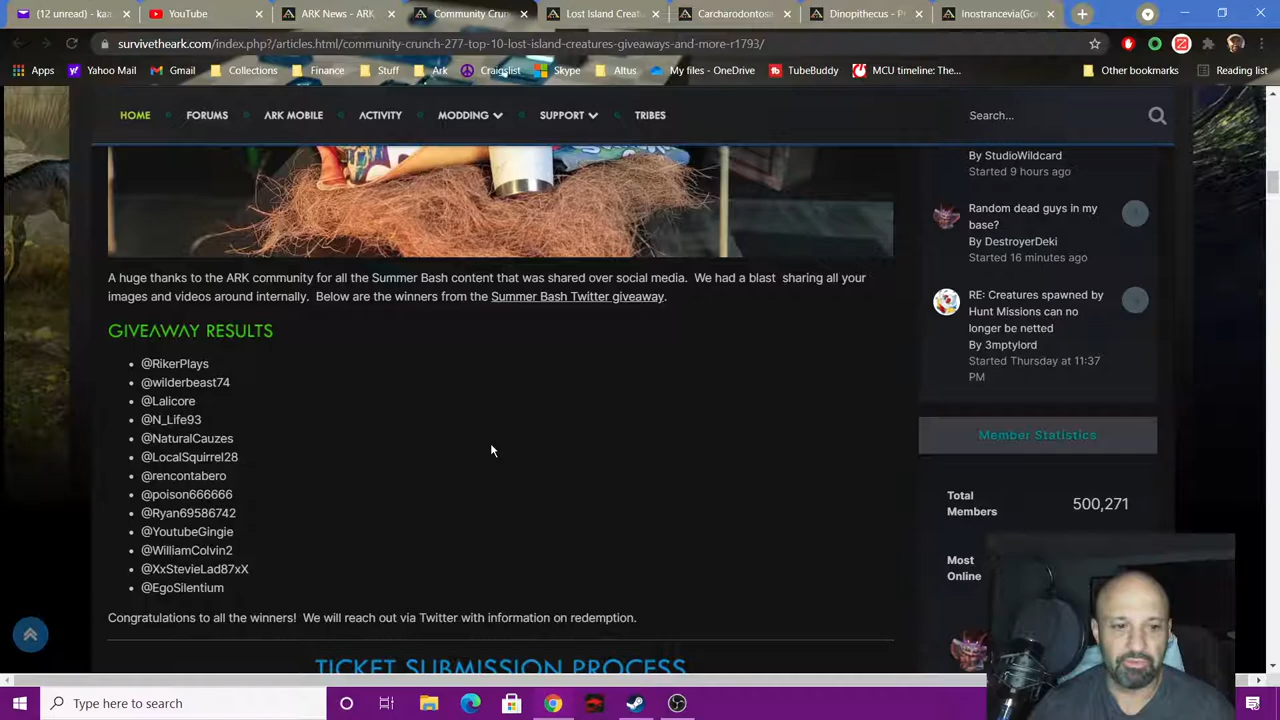 (12 unread) - kaa
YouTube
ARK News - ARK
Community Crunc
Lost Island Creatu
Carcharodontosa
Dinopithecus - P
Inostrancevia(Go
survivetheark.com/index.php?/articles.html/community-crunch-277-top-10-lost-island-creatures-giveaways-and-more-r1793/
Apps
Yahoo Mail
Gmail
Collections
Finance
Stuff
Ark
Craigslist
Skype
Altus
My files - OneDrive
TubeBuddy
MCU timeline: The...
Other bookmarks
Reading list
HOME
FORUMS
ARK MOBILE
ACTIVITY
MODDING
SUPPORT
TRIBES
Search...
A huge thanks to the ARK community for all the Summer Bash content that was shared over social media. We had a blast sharing all your
images and videos around internally, Below are the winners from the Summer Bash Twitter giveaway.
GIVEAWAY RESULTS
@RikerPlays
@wilderbeast74
@Lalicore
@N_Life93
@NaturalCauzes
@LocalSquirrel28
@rencontabero
@poison666666
@Ryan69586742
@YoutubeGingie
@WilliamColvin2
@XxStevieLad87xX
@EgoSilentium
Congratulations to all the winners! We will reach out via Twitter with information on redemption.
TICKET SUBMISSION PROCESS
By StudioWildcard
Started 9 hours ago
Random dead guys in my
base?
By DestroyerDeki
Started 16 minutes ago
RE: Creatures spawned by
Hunt Missions can no
longer be netted
By 3mptylord
Started Thursday at 11:37
PM
Member Statistics
Total
Members
500,271
Most
Online
Type here to search